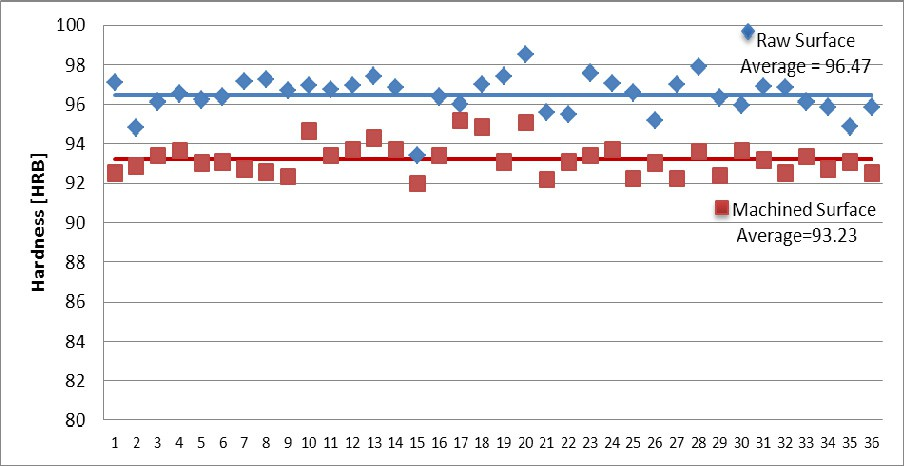 100
98
96
94
92
90
88
86
84
82
80
Hardness [HRB]
Raw Surface
Average = 96.47
Machined Surface
Average=93.23
1 2 3 4 5 6 7 8 9 10 11 12 13 14 15 16 17 18 19 20 21 22 23 24 25 26 27 28 29 30 31 32 33 34 35 36